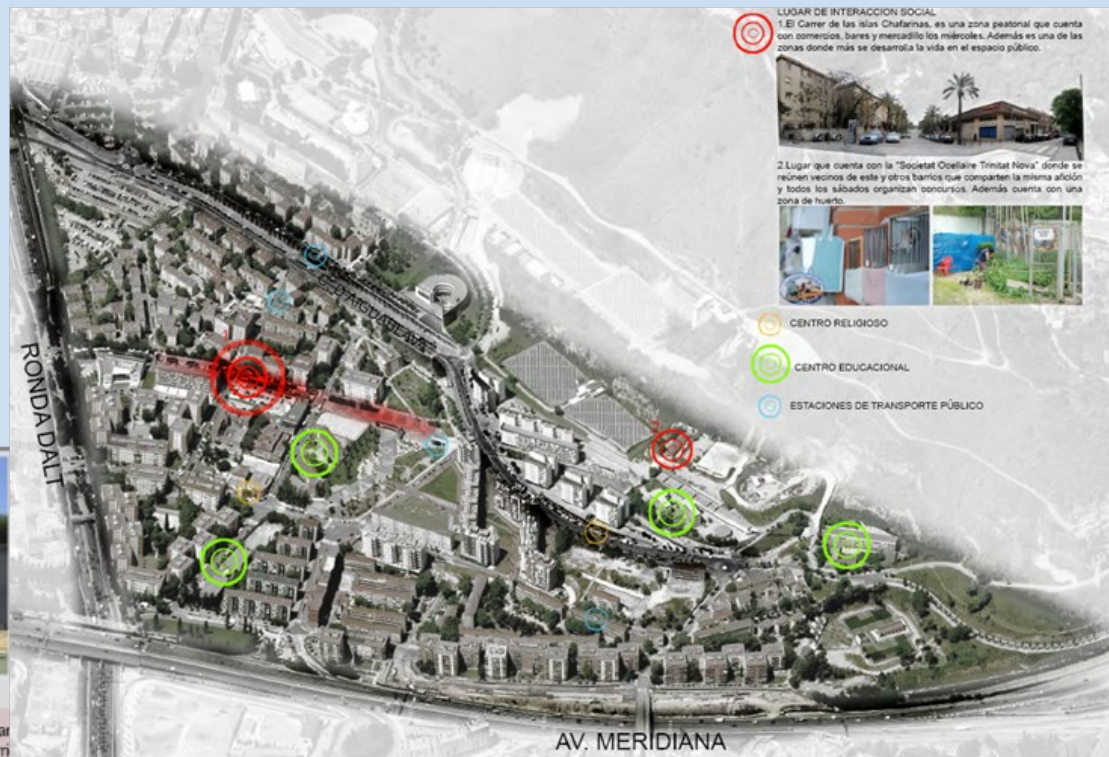 LUGAR DE INTERACCION SOCIAL
1.El Carrer de las islas Chafarinas, es una zona peatonal que cuenta
con comercios, bares y mercadillo los miércoles. Además es una de las
zonas donde más se desarrolla la vida en el espacio público.
2.Lugar que cuenta con la "Societat Ocellaire Trinitat Nova" donde se
reúnen vecinos de este y otros barrios que comparten la misma afición
y todos los sábados organizan concursos. Además cuenta con una
zona de huerto.
CENTRO RELIGIOSO
CENTRO EDUCACIONAL
ESTACIONES DE TRANSPORTE PÚBLICO
RONDA DALT
AV. MERIDIANA